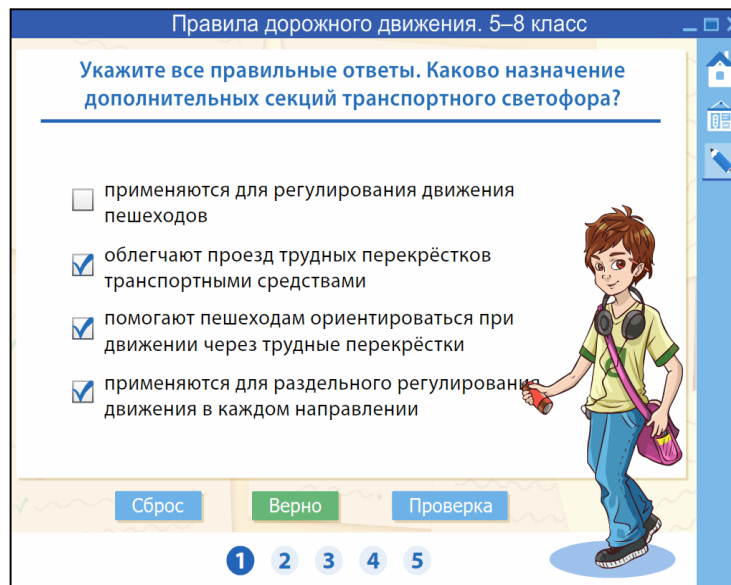 Правила дорожного движения. 5–8 класс
Укажите все правильные ответы. Каково назначение
дополнительных секций транспортного светофора?
применяются для регулирования движения
пешеходов
облегчают проезд трудных перекрёстков
транспортными средствами
помогают пешеходам ориентироваться при
движении через трудные перекрёстки
применяются для раздельного регулирования
движения в каждом направлении
Сброс
Верно
Проверка
1 2 3 4 5